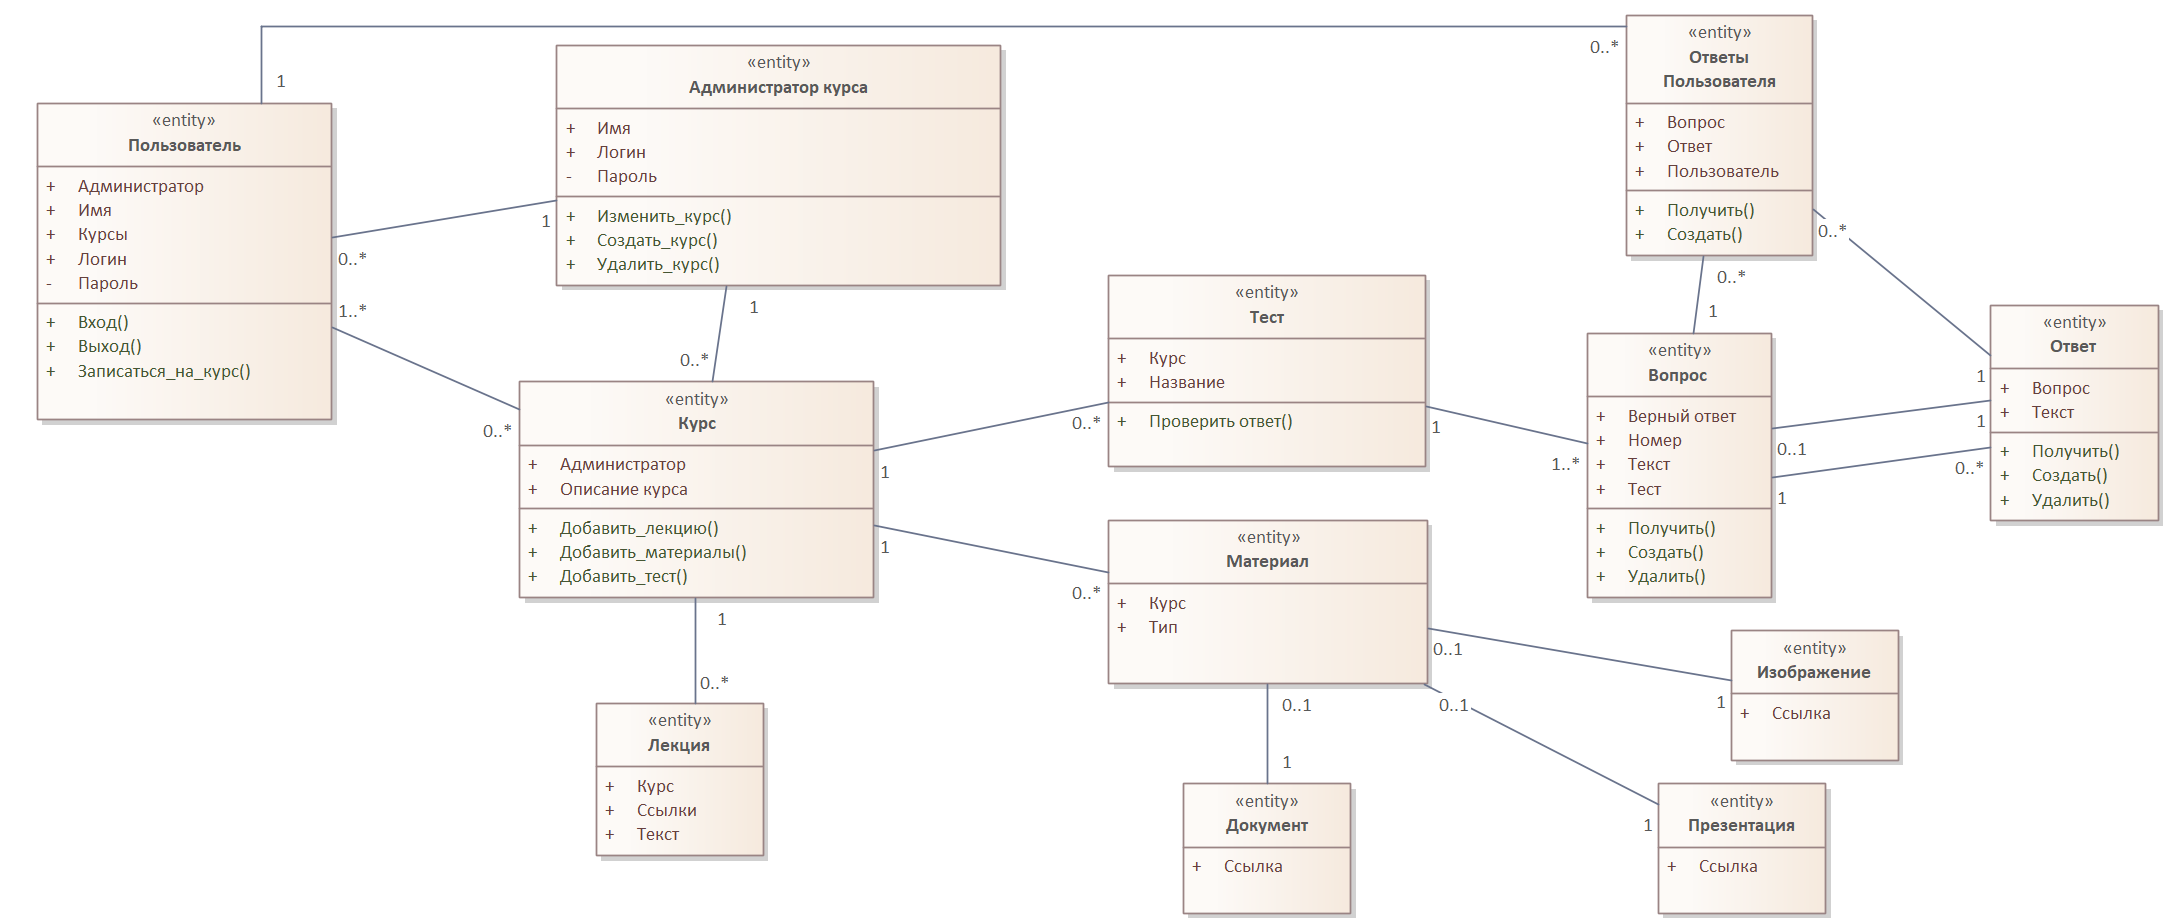 «entity»
Пользователь
+ Администратор
+ Имя
+ Курсы
+ Логин
- Пароль
+ Вход()
+ Выход()
+ Записаться_на_курс()
1
0..*
0..*
1
1..*
0..*
«entity»
Администратор курса
+ Имя
+ Логин
- Пароль
+ Изменить_курс()
+ Создать_курс()
+ Удалить_курс()
1
0..*
«entity»
Курс
+ Администратор
+ Описание курса
+ Добавить_лекцию()
+ Добавить_материалы()
+ Добавить_тест()
1
0..*
1
0..*
1
0..*
«entity»
Лекция
+ Курс
+ Ссылки
+ Текст
«entity»
Тест
+ Курс
+ Название
+ Проверить ответ()
1
1..*
«entity»
Материал
+ Курс
+ Тип
0..1
1
0..1
1
0..1
1
«entity»
Документ
+ Ссылка
«entity»
Презентация
+ Ссылка
«entity»
Изображение
+ Ссылка
«entity»
Ответы
Пользователя
+ Вопрос
+ Ответ
+ Пользователь
+ Получить()
+ Создать()
0..*
1
0..*
1
«entity»
Вопрос
+ Верный ответ
+ Номер
+ Текст
+ Тест
+ Получить()
+ Создать()
+ Удалить()
0..1
1
1
0..*
«entity»
Ответ
+ Вопрос
+ Текст
+ Получить()
+ Создать()
+ Удалить()